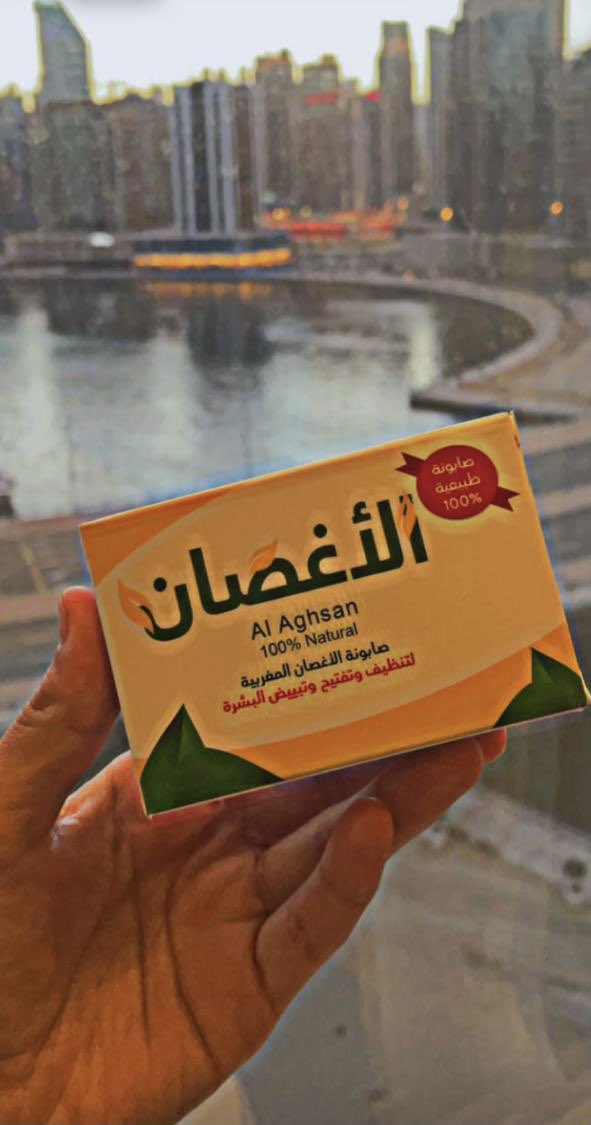 صابونة
طبيعية
100%
الأغصان
Al Aghsan
100% Natural
صابونة الأغصان المغربية
لتنظيف وتفتيح وتبييض البشرة